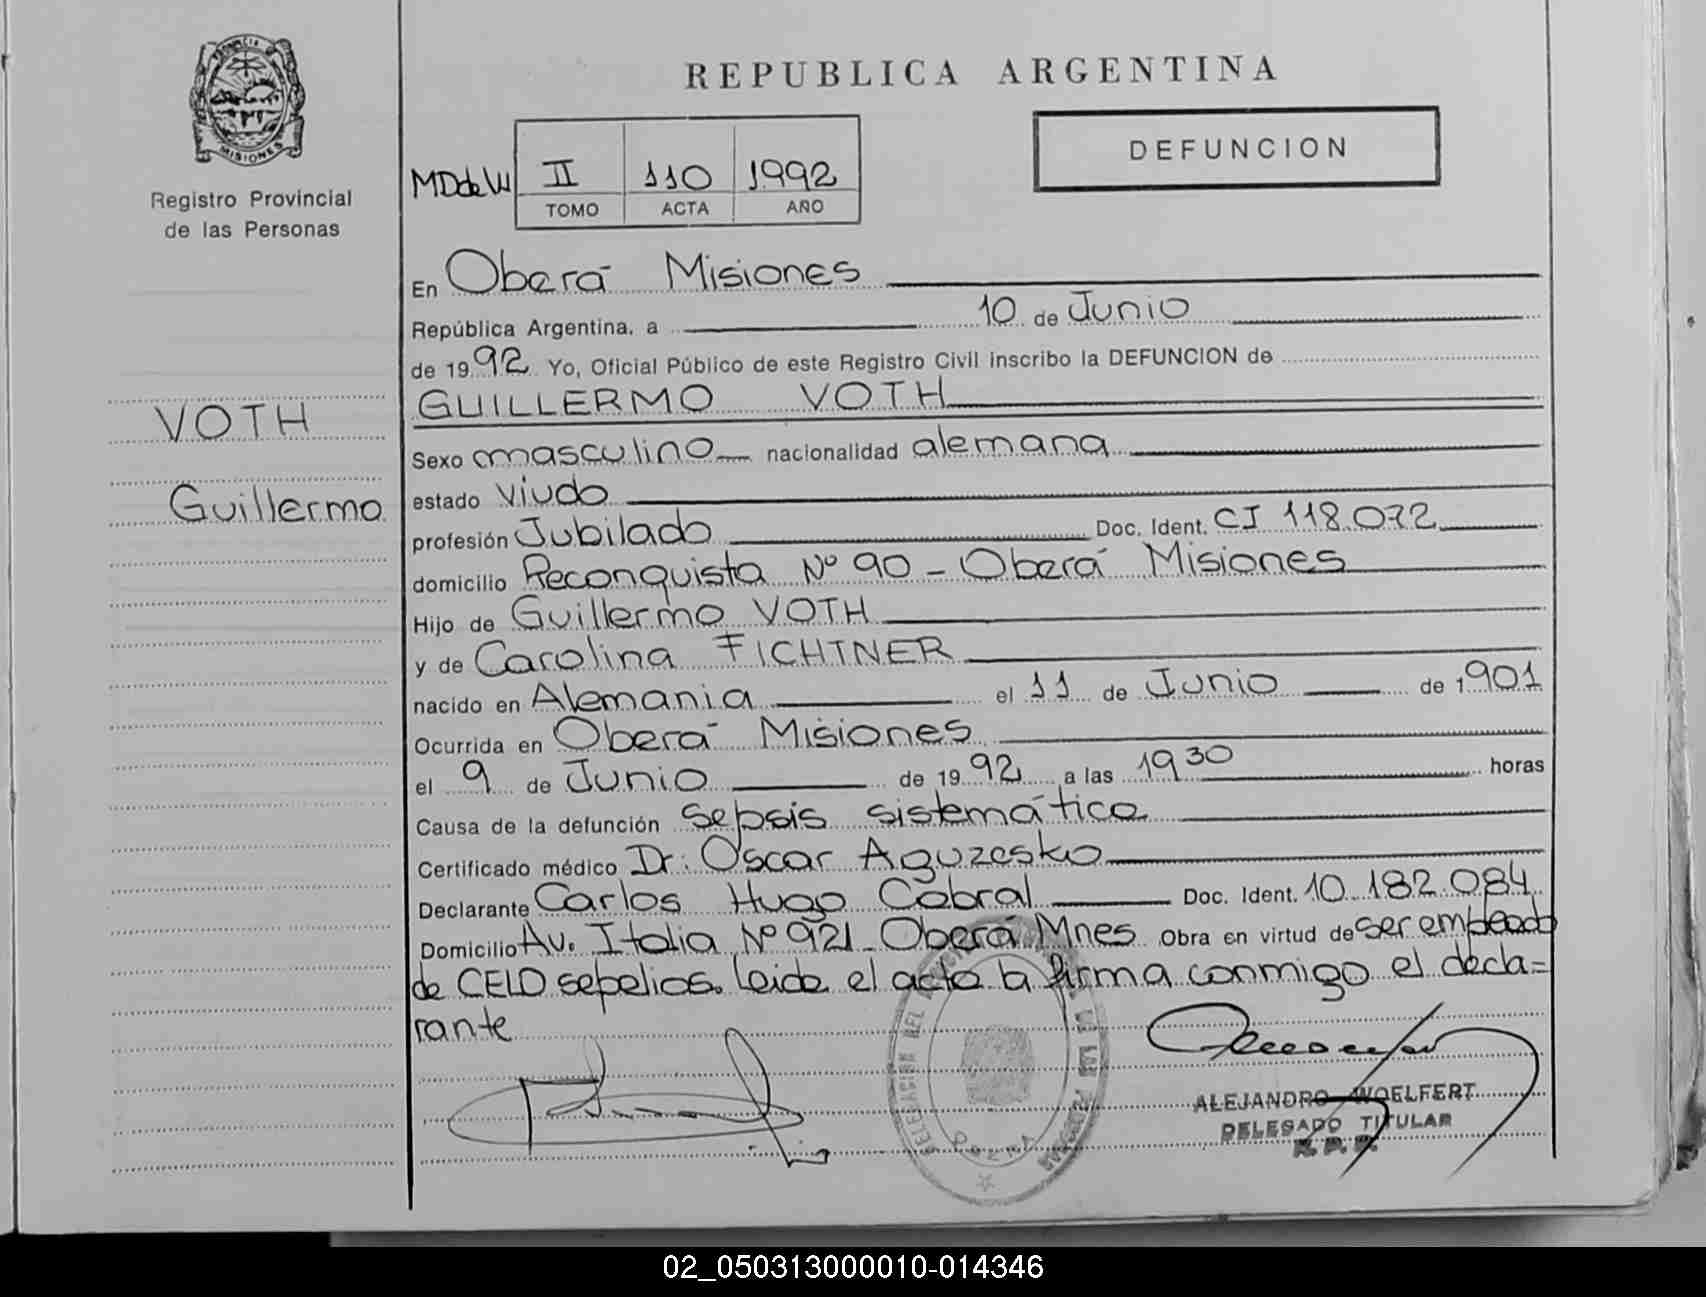 REPUBLICA ARGENTINA
PROVINCIA DE
MISIONES
Registro Provincial
de las Personas
DEFUNCION
II 110 1992
TOMO ACTA AÑO
VOTH
Guillermo
En Oberá Misiones
República Argentina, a 10 de Junio
de 1992 Yo, Oficial Público de este Registro Civil inscribo la DEFUNCION de
GUILLERMO VOTH
Sexo masculino nacionalidad alemana
estado viudo
profesión Jubilado Doc. Ident. CI 118.072
domicilio Reconquista Nº 90 - Oberá Misiones
Hijo de Guillermo VOTH
y de Carolina FICHTNER
nacido en Alemania el 11 de Junio de 1901
Ocurrida en Oberá Misiones
el 9 de Junio de 1992 a las 19 30 horas
Causa de la defunción Sepsis sistemática
Certificado médico Dr: Oscar Aguzesko
Declarante Carlos Hugo Cabral Doc. Ident. 10.182.084
Domicilio Av. Italia Nº 921 Oberá Mnes Obra en virtud de ser empleado
de CELO sepelios. Leida el acta la firma conmigo el decla=
rante
ALEJANDRO WOELFERT
DELEGADO TITULAR
R.P.P.
02_050313000010-014346